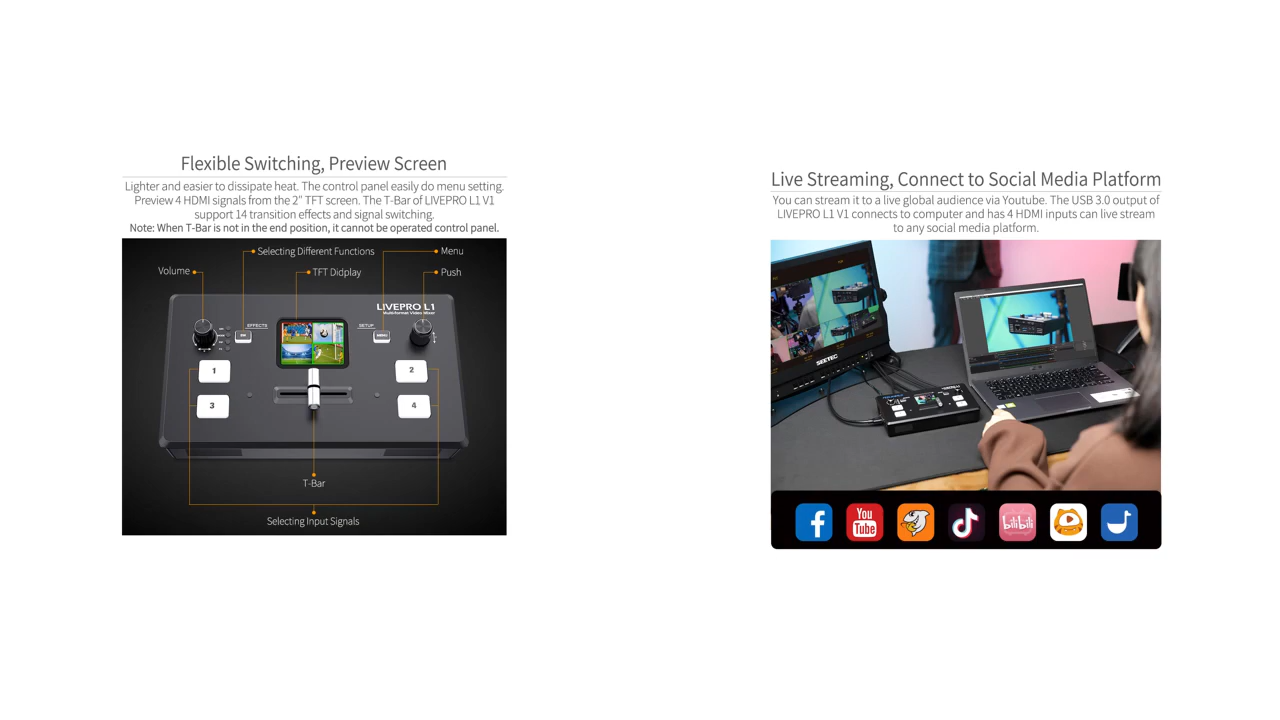 Flexible Switching, Preview Screen
Lighter and easier to dissipate heat. The control panel easily do menu setting.
Preview 4 HDMI signals from the 2" TFT screen. The T-Bar of LIVEPRO L1 V1
support 14 transition effects and signal switching.
Note: When T-Bar is not in the end position, it cannot be operated control panel.
Selecting Different Functions
Menu
Volume
TFT Didplay
Push
LIVEPRO L1
Multi-format Video Mixer
EFFECTS
SETUP
MENU
1
2
3
4
T-Bar
Selecting Input Signals
Live Streaming, Connect to Social Media Platform
You can stream it to a live global audience via Youtube. The USB 3.0 output of
LIVEPRO L1 V1 connects to computer and has 4 HDMI inputs can live stream
to any social media platform.
SEETEC
You
Tube
bilibili